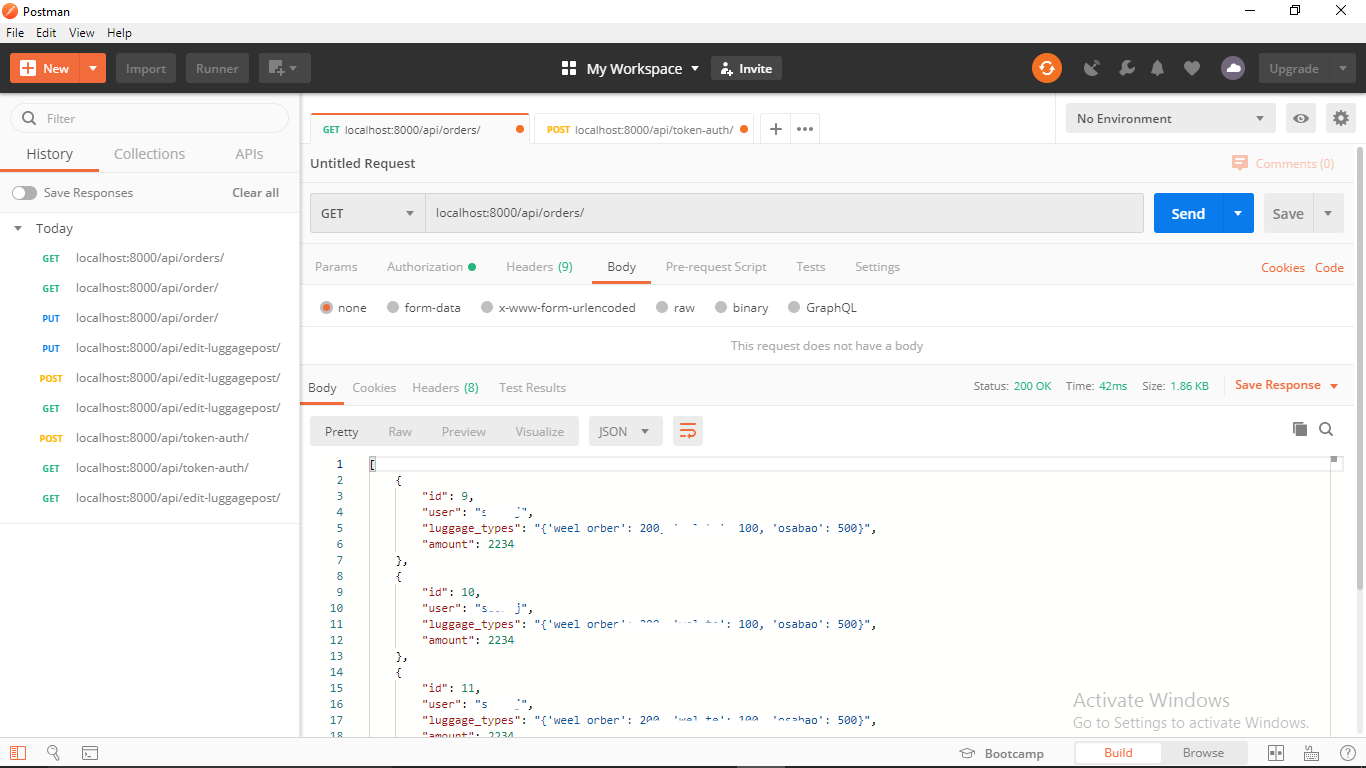 Postman
File Edit View Help
New Import Runner My Workspace Invite Upgrade
Filter
History Collections APIs
Save Responses Clear all
Today
GET localhost:8000/api/orders/
GET localhost:8000/api/order/
PUT localhost:8000/api/order/
PUT localhost:8000/api/edit-luggagepost/
POST localhost:8000/api/edit-luggagepost/
GET localhost:8000/api/edit-luggagepost/
POST localhost:8000/api/token-auth/
GET localhost:8000/api/token-auth/
GET localhost:8000/api/edit-luggagepost/
GET localhost:8000/api/orders/ POST localhost:8000/api/token-auth/ No Environment
Untitled Request Comments (0)
GET localhost:8000/api/orders/ Send Save
Params Authorization Headers (9) Body Pre-request Script Tests Settings Cookies Code
none form-data x-www-form-urlencoded raw binary GraphQL
This request does not have a body
Body Cookies Headers (8) Test Results Status: 200 OK Time: 42ms Size: 1.86 KB Save Response
Pretty Raw Preview Visualize JSON
1 [
2 {
3 "id": 9,
4 "user": "s j",
5 "luggage_types": "{'weel orber': 200, 100, 'osabao': 500}",
6 "amount": 2234
7 },
8 {
9 "id": 10,
10 "user": "s j",
11 "luggage_types": "{'weel orber': 100, 'osabao': 500}",
12 "amount": 2234
13 },
14 {
15 "id": 11,
16 "user": "s j",
17 "luggage_types": "{'weel orber': 500}",
18 "amount": 2234
Activate Windows
Go to Settings to activate Windows.
Bootcamp Build Browse